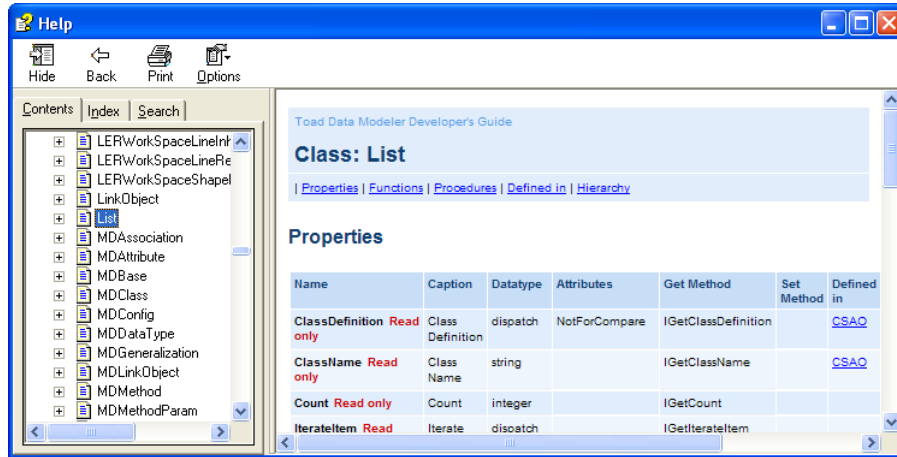 Help
Hide Back Print Options
Contents Index Search
LERWorkSpaceLineInh
LERWorkSpaceLineRe
LERWorkSpaceShapel
LinkObject
List
MDAssociation
MDAttribute
MDBase
MDClass
MDConfig
MDDataType
MDGeneralization
MDLinkObject
MDMethod
MDMethodParam
Toad Data Modeler Developer's Guide
Class: List
| Properties | Functions | Procedures | Defined in | Hierarchy
Properties
Name Caption Datatype Attributes Get Method Set Method Defined in
ClassDefinition Read only Class Definition dispatch NotForCompare IGetClassDefinition CSAO
ClassName Read only Class Name string IGetClassName CSAO
Count Read only Count integer IGetCount
IterateItem Read Iterate dispatch IGetIterateItem